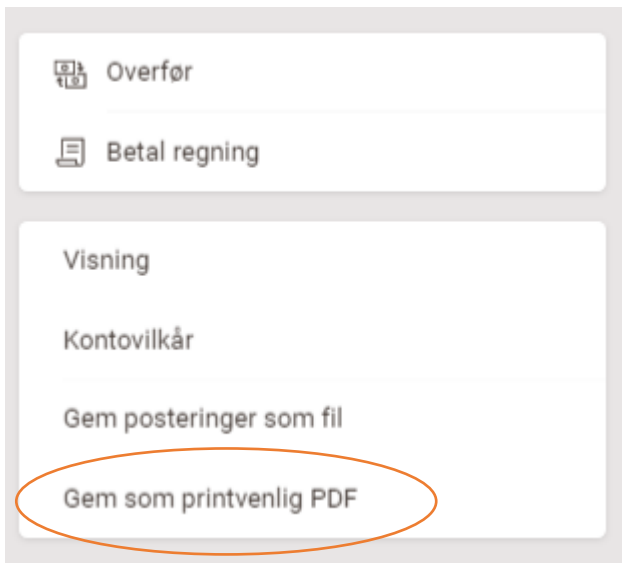 Overfør
Betal regning
Visning
Kontovilkår
Gem posteringer som fil
Gem som printvenlig PDF